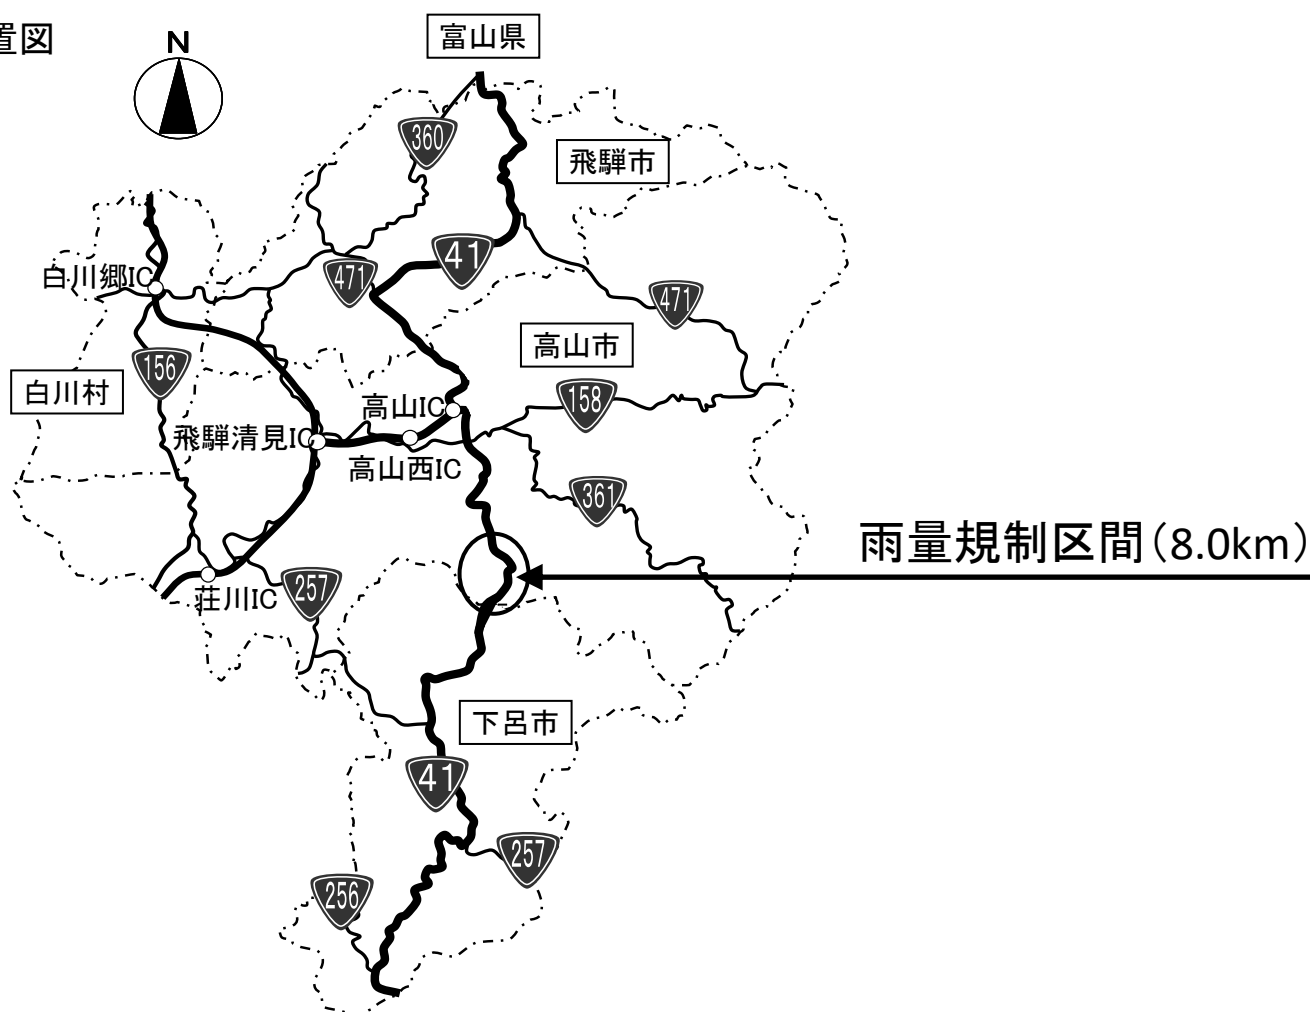 置図
N
富山県
360
飛騨市
41
白川郷IC
471
471
高山市
156
白川村
158
高山IC
飛騨清見IC
高山西IC
361
雨量規制区間(8.0km)
荘川IC
257
下呂市
41
257
256